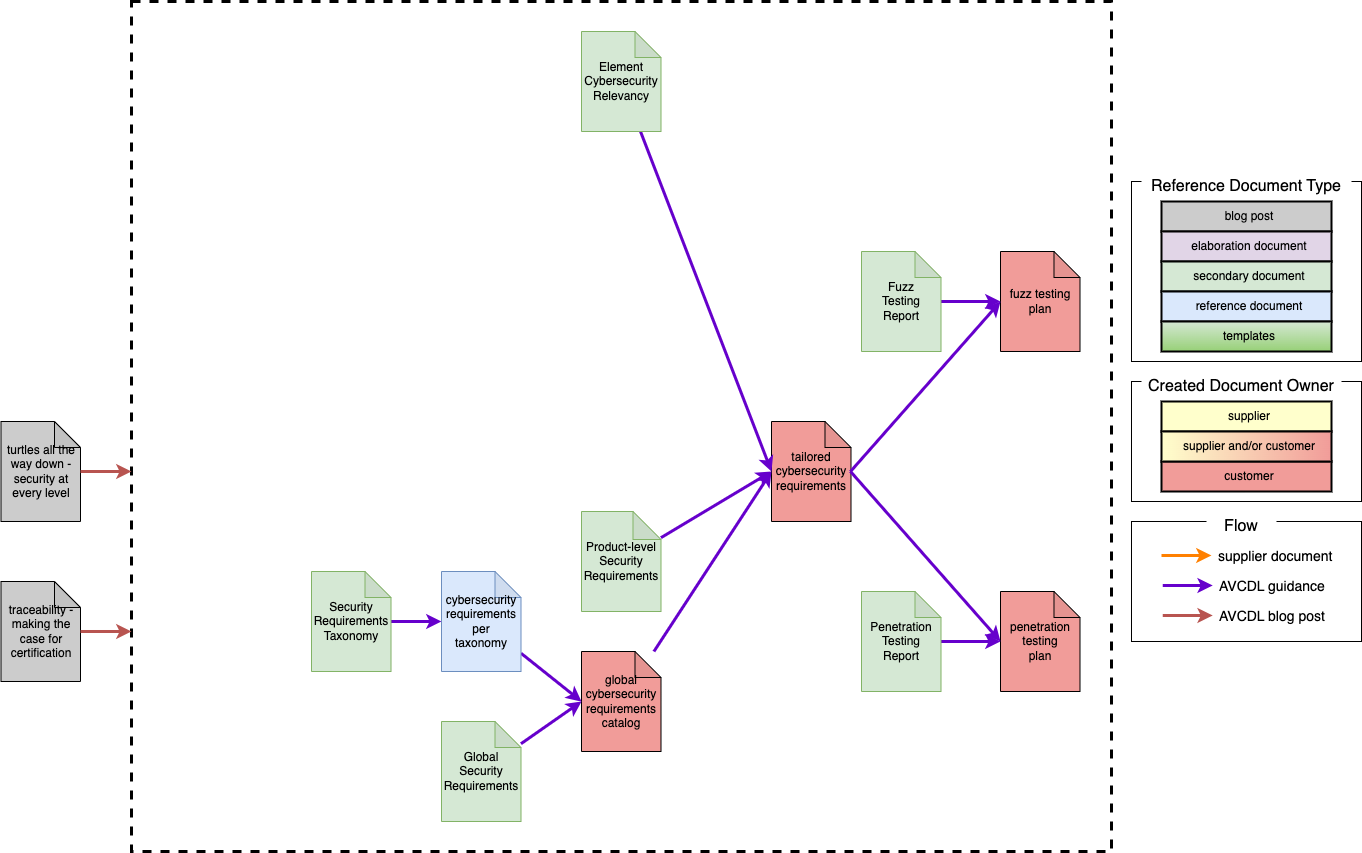 Element
Cybersecurity
Relevancy
Fuzz
Testing
Report
fuzz testing
plan
turtles all the
way down -
security at
every level
tailored
cybersecurity
requirements
traceability -
making the
case for
certification
Security
Requirements
Taxonomy
cybersecurity
requirements
per
taxonomy
Product-level
Security
Requirements
global
cybersecurity
requirements
catalog
Global
Security
Requirements
Penetration
Testing
Report
penetration
testing
plan
Reference Document Type
blog post
elaboration document
secondary document
reference document
templates
Created Document Owner
supplier
supplier and/or customer
customer
Flow
supplier document
AVCDL guidance
AVCDL blog post